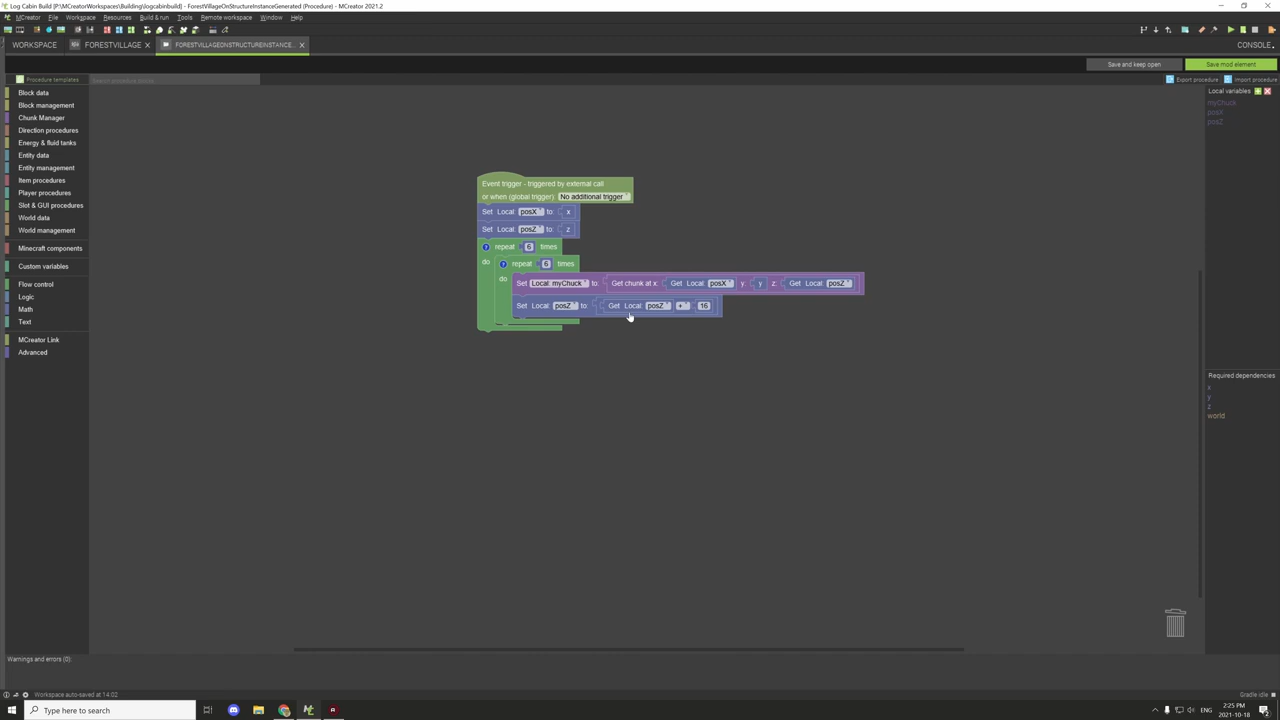 Log Cabin Build [P:\MCreatorWorkspaces\Building\logcabinbuild] - ForestVillageOnStructureInstanceGenerated (Procedure) - MCreator 2021.2
MCreator File Workspace Resources Build & run Tools Remote workspace Window Help
WORKSPACE FORESTVILLAGE FORESTVILLAGEONSTRUCTUREINSTANCE... CONSOLE
Save and keep open Save mod element
Procedure templates Search procedure blocks Export procedure Import procedure
Block data
Block management
Chunk Manager
Direction procedures
Energy & fluid tanks
Entity data
Entity management
Item procedures
Player procedures
Slot & GUI procedures
World data
World management
Minecraft components
Custom variables
Flow control
Logic
Math
Text
MCreator Link
Advanced
Event trigger - triggered by external call
or when (global trigger): No additional trigger
Set Local: posX to: x
Set Local: posZ to: z
repeat 6 times
do repeat 6 times
do Set Local: myChuck to: Get chunk at x: Get Local: posX y: y z: Get Local: posZ
Set Local: posZ to: Get Local: posZ + 16
Local variables
myChuck
posX
posZ
Required dependencies
x
y
z
world
Warnings and errors (0):
Workspace auto-saved at 14:02 Gradle idle
Type here to search ENG 2:25 PM
2021-10-18